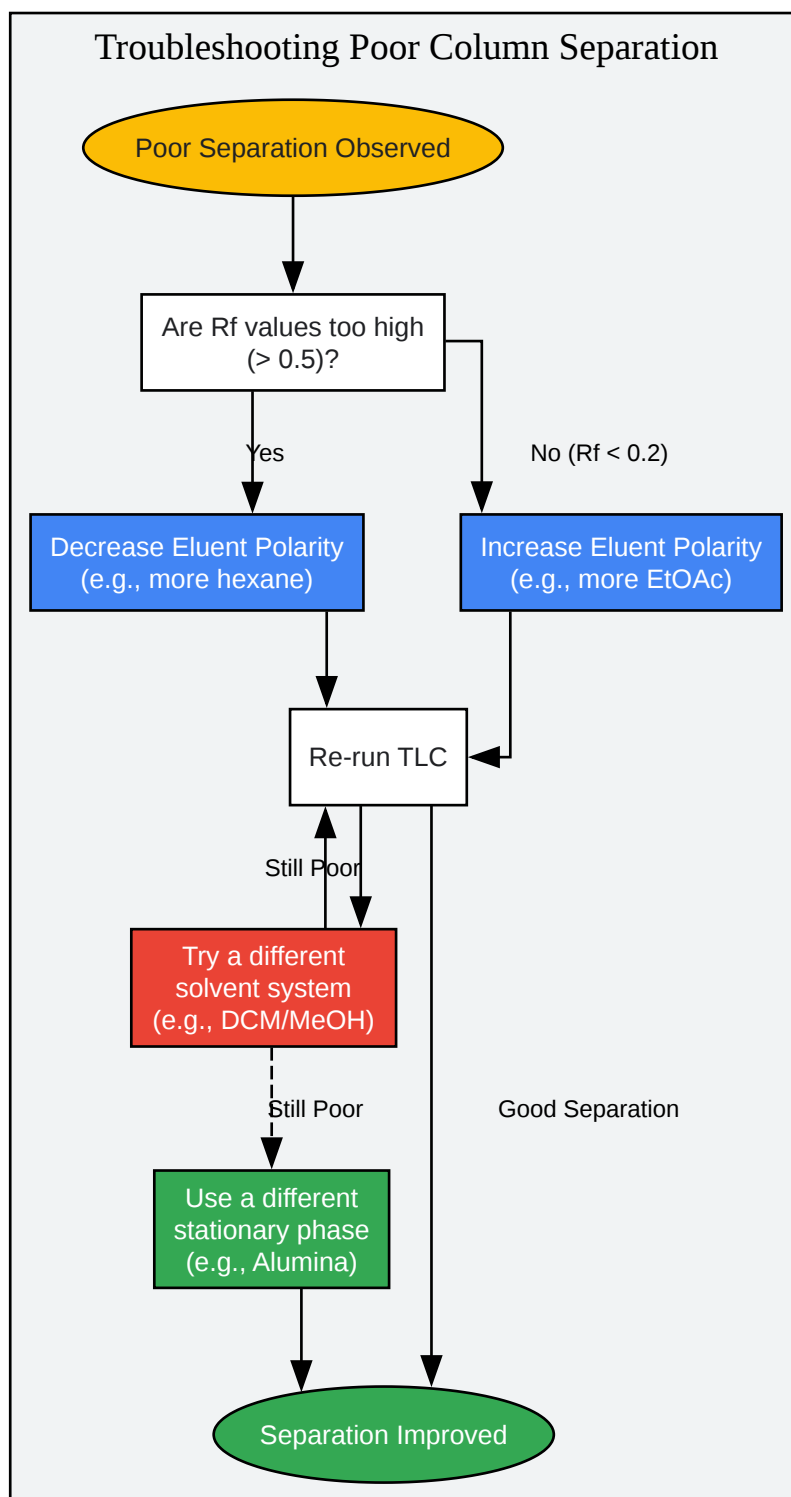 Troubleshooting Poor Column Separation
Poor Separation Observed
Are Rf values too high
(> 0.5)?
Yes
No (Rf < 0.2)
Decrease Eluent Polarity
(e.g., more hexane)
Increase Eluent Polarity
(e.g., more EtOAc)
Re-run TLC
Still Poor
Try a different
solvent system
(e.g., DCM/MeOH)
Still Poor
Good Separation
Use a different
stationary phase
(e.g., Alumina)
Separation Improved